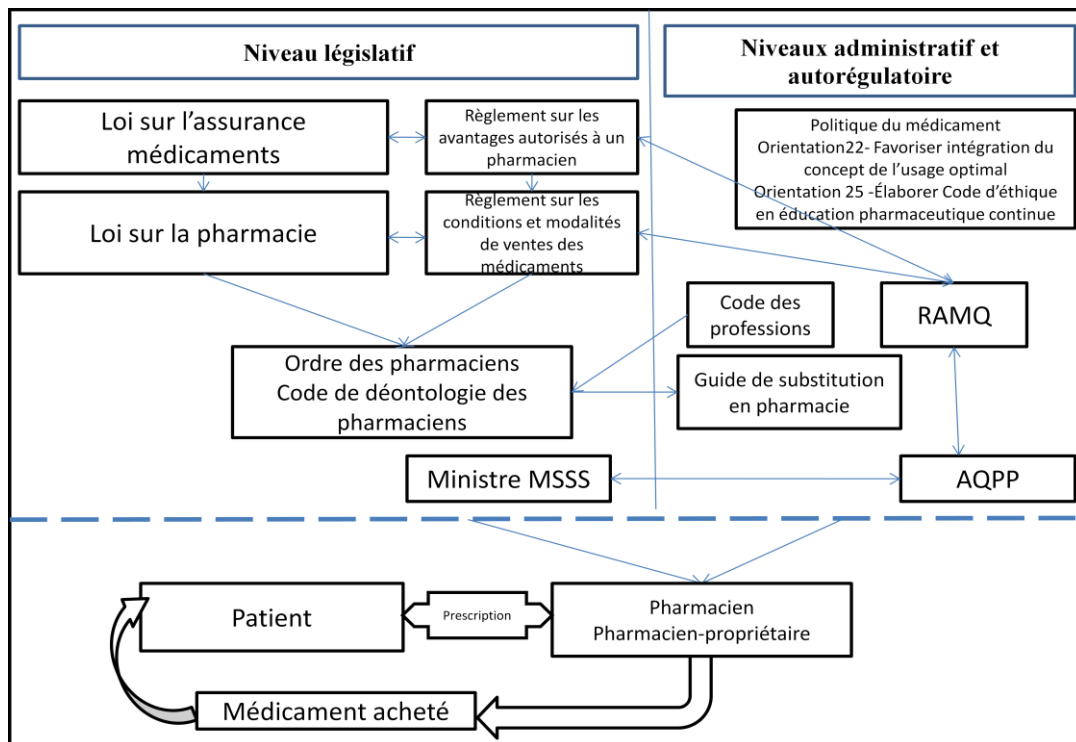 Niveau législatif
Niveaux administratif et
autorégulatoire
Loi sur l'assurance
médicaments
Règlement sur les
avantages autorisés à un
pharmacien
Politique du médicament
Orientation22- Favoriser intégration du
concept de l'usage optimal
Orientation 25 -Élaborer Code d'éthique
en éducation pharmaceutique continue
Loi sur la pharmacie
Règlement sur les
conditions et modalités
de ventes des
médicaments
Code des
professions
RAMQ
Ordre des pharmaciens
Code de déontologie des
pharmaciens
Guide de substitution
en pharmacie
Ministre MSSS
AQPP
Patient
Prescription
Pharmacien
Pharmacien-propriétaire
Médicament acheté